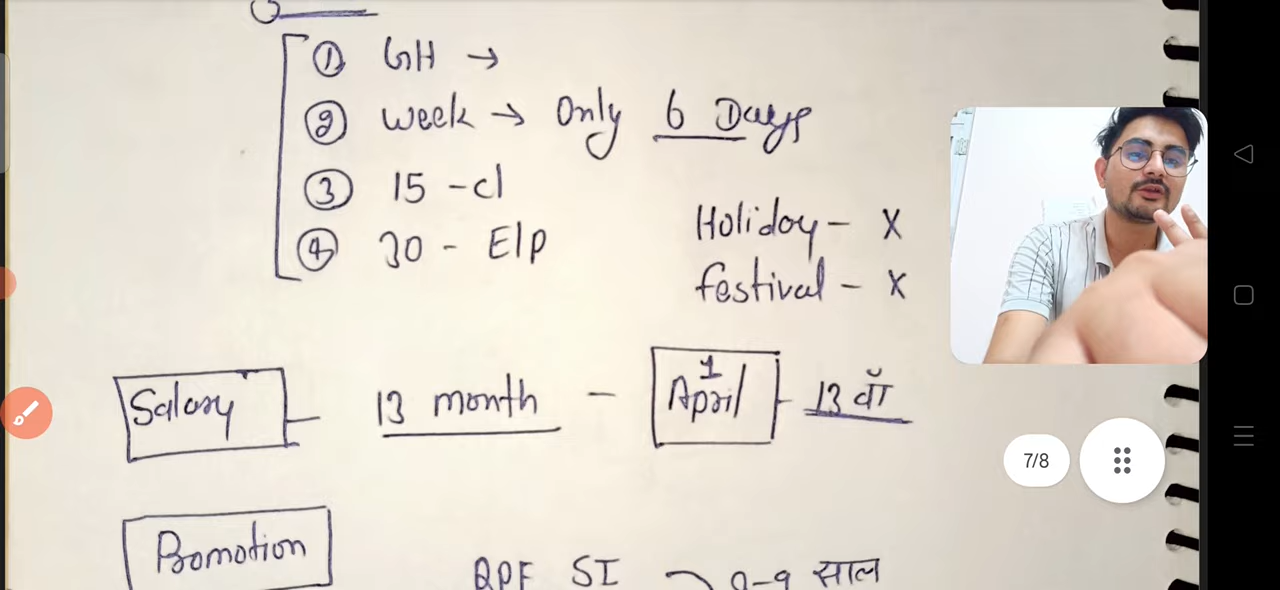 ① GH →
② week → Only 6 Days
③ 15 - cl
④ 30 - E/P
Holiday - X
festival - X
Salary 13 month - 1 April - 13 वाँ
7/8
Promotion
SI साल